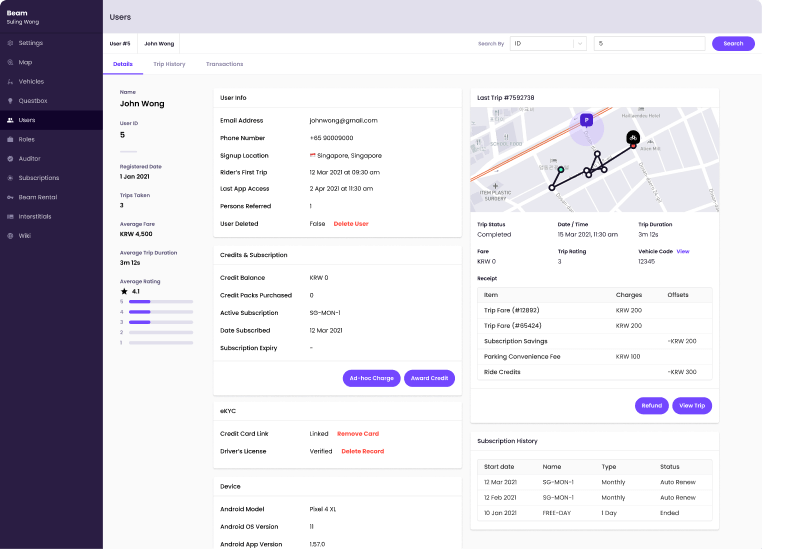 Beam
Suling Wong
Settings
Map
Vehicles
Questbox
Users
Roles
Auditor
Subscriptions
Beam Rental
Interstitials
Wiki
Users
User #5
John Wong
Search By
ID
5
Search
Details
Trip History
Transactions
Name
John Wong
User ID
5
Registered Date
1 Jan 2021
Trips Taken
3
Average Fare
KRW 4,500
Average Trip Duration
3m 12s
Average Rating
4.1
5
4
3
2
1
User Info
Email Address johnwong@gmail.com
Phone Number +65 90009000
Signup Location Singapore, Singapore
Rider's First Trip 12 Mar 2021 at 09:30 am
Last App Access 2 Apr 2021 at 11:30 am
Persons Referred 1
User Deleted False Delete User
Credits & Subscription
Credit Balance KRW 0
Credit Packs Purchased 0
Active Subscription SG-MON-1
Date Subscribed 12 Mar 2021
Subscription Expiry -
Ad-hoc Charge
Award Credit
eKYC
Credit Card Link Linked Remove Card
Driver's License Verified Delete Record
Device
Android Model Pixel 4 XL
Android OS Version 11
Android App Version 1.57.0
Last Trip #7592738
P
ITEM PLASTIC
SURGERY
Trip Status Date / Time Trip Duration
Completed 15 Mar 2021, 11:30 am 3m 12s
Fare Trip Rating Vehicle Code View
KRW 0 3 12345
Receipt
Item Charges Offsets
Trip Fare (#12892) KRW 200
Trip Fare (#65424) KRW 200
Subscription Savings -KRW 200
Parking Convenience Fee KRW 100
Ride Credits -KRW 300
Refund
View Trip
Subscription History
Start date Name Type Status
12 Mar 2021 SG-MON-1 Monthly Auto Renew
12 Feb 2021 SG-MON-1 Monthly Auto Renew
10 Jan 2021 FREE-DAY 1 Day Ended